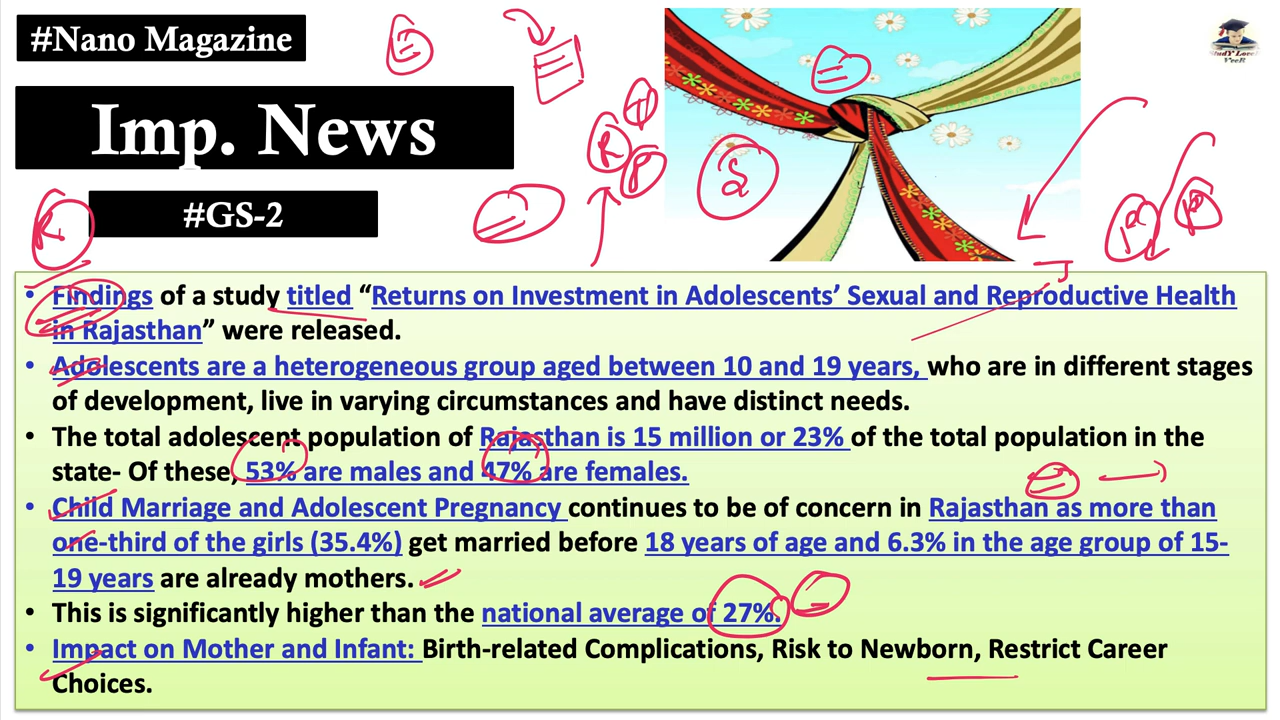 #Nano Magazine
Imp. News
#GS-2
• Findings of a study titled “Returns on Investment in Adolescents’ Sexual and Reproductive Health
in Rajasthan” were released.
• Adolescents are a heterogeneous group aged between 10 and 19 years, who are in different stages
of development, live in varying circumstances and have distinct needs.
• The total adolescent population of Rajasthan is 15 million or 23% of the total population in the
state- Of these, 53% are males and 47% are females.
• Child Marriage and Adolescent Pregnancy continues to be of concern in Rajasthan as more than
one-third of the girls (35.4%) get married before 18 years of age and 6.3% in the age group of 15-
19 years are already mothers.
• This is significantly higher than the national average of 27%.
• Impact on Mother and Infant: Birth-related Complications, Risk to Newborn, Restrict Career
Choices.